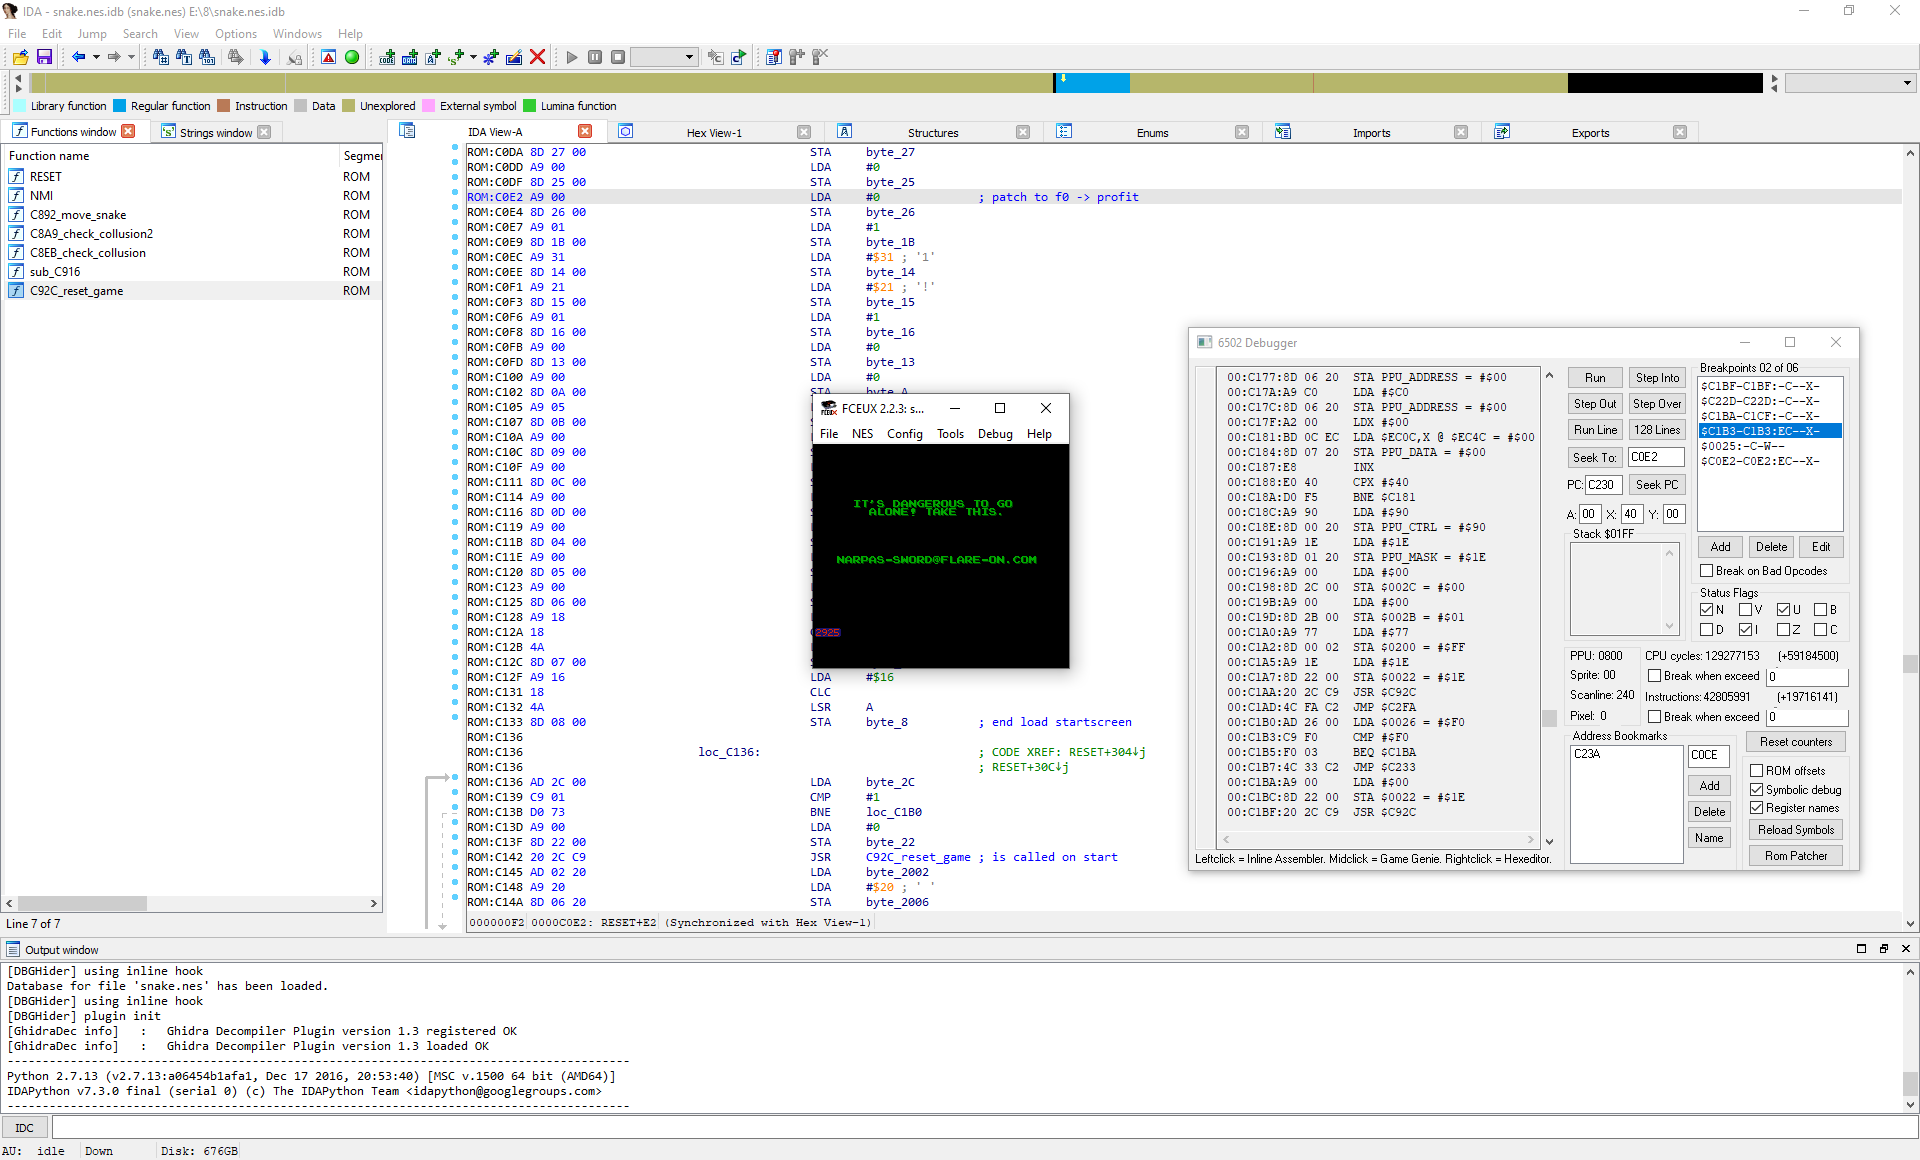 IDA - snake.nes.idb (snake.nes) E:\8\snake.nes.idb
File Edit Jump Search View Options Windows Help
Library function Regular function Instruction Data Unexplored External symbol Lumina function
Functions window Strings window IDA View-A Hex View-1 Structures Enums Imports Exports
Function name Segmer
RESET ROM
NMI ROM
C892_move_snake ROM
C8A9_check_collusion2 ROM
C8EB_check_collusion ROM
sub_C916 ROM
C92C_reset_game ROM
Line 7 of 7
ROM:C0DA 8D 27 00 STA byte_27
ROM:C0DD A9 00 LDA #0
ROM:C0DF 8D 25 00 STA byte_25
ROM:C0E2 A9 00 LDA #0 ; patch to f0 -> profit
ROM:C0E4 8D 26 00 STA byte_26
ROM:C0E7 A9 01 LDA #1
ROM:C0E9 8D 1B 00 STA byte_1B
ROM:C0EC A9 31 LDA #$31 ; '1'
ROM:C0EE 8D 14 00 STA byte_14
ROM:C0F1 A9 21 LDA #$21 ; '!'
ROM:C0F3 8D 15 00 STA byte_15
ROM:C0F6 A9 01 LDA #1
ROM:C0F8 8D 16 00 STA byte_16
ROM:C0FB A9 00 LDA #0
ROM:C0FD 8D 13 00 STA byte_13
ROM:C100 A9 00 LDA #0
ROM:C102 8D 0A 00 STA byte_A
ROM:C105 A9 05
ROM:C107 8D 0B 00
ROM:C10A A9 00
ROM:C10C 8D 09 00
ROM:C10F A9 00
ROM:C111 8D 0C 00
ROM:C114 A9 00
ROM:C116 8D 0D 00
ROM:C119 A9 00
ROM:C11B 8D 04 00
ROM:C11E A9 00
ROM:C120 8D 05 00
ROM:C123 A9 00
ROM:C125 8D 06 00
ROM:C128 A9 18
ROM:C12A 18
ROM:C12B 4A
ROM:C12C 8D 07 00
ROM:C12F A9 16 LDA #$16
ROM:C131 18 CLC
ROM:C132 4A LSR A
ROM:C133 8D 08 00 STA byte_8 ; end load startscreen
ROM:C136
ROM:C136 loc_C136: ; CODE XREF: RESET+304↓j
ROM:C136 ; RESET+30C↓j
ROM:C136 AD 2C 00 LDA byte_2C
ROM:C139 C9 01 CMP #1
ROM:C13B D0 73 BNE loc_C1B0
ROM:C13D A9 00 LDA #0
ROM:C13F 8D 22 00 STA byte_22
ROM:C142 20 2C C9 JSR C92C_reset_game ; is called on start
ROM:C145 AD 02 20 LDA byte_2002
ROM:C148 A9 20 LDA #$20 ; ' '
ROM:C14A 8D 06 20 STA byte_2006
000000F2 0000C0E2: RESET+E2 (Synchronized with Hex View-1)
FCEUX 2.2.3: s...
File NES Config Tools Debug Help
IT'S DANGEROUS TO GO
ALONE! TAKE THIS.
NARPAS-SWORD@FLARE-ON.COM
2925
6502 Debugger
00:C177:8D 06 20 STA PPU_ADDRESS = #$00
00:C17A:A9 C0 LDA #$C0
00:C17C:8D 06 20 STA PPU_ADDRESS = #$00
00:C17F:A2 00 LDX #$00
00:C181:BD 0C EC LDA $EC0C,X @ $EC4C = #$00
00:C184:8D 07 20 STA PPU_DATA = #$00
00:C187:E8 INX
00:C188:E0 40 CPX #$40
00:C18A:D0 F5 BNE $C181
00:C18C:A9 90 LDA #$90
00:C18E:8D 00 20 STA PPU_CTRL = #$90
00:C191:A9 1E LDA #$1E
00:C193:8D 01 20 STA PPU_MASK = #$1E
00:C196:A9 00 LDA #$00
00:C198:8D 2C 00 STA $002C = #$00
00:C19B:A9 00 LDA #$00
00:C19D:8D 2B 00 STA $002B = #$01
00:C1A0:A9 77 LDA #$77
00:C1A2:8D 00 02 STA $0200 = #$FF
00:C1A5:A9 1E LDA #$1E
00:C1A7:8D 22 00 STA $0022 = #$1E
00:C1AA:20 2C C9 JSR $C92C
00:C1AD:4C FA C2 JMP $C2FA
00:C1B0:AD 26 00 LDA $0026 = #$F0
00:C1B3:C9 F0 CMP #$F0
00:C1B5:F0 03 BEQ $C1BA
00:C1B7:4C 33 C2 JMP $C233
00:C1BA:A9 00 LDA #$00
00:C1BC:8D 22 00 STA $0022 = #$1E
00:C1BF:20 2C C9 JSR $C92C
Leftclick = Inline Assembler. Midclick = Game Genie. Rightclick = Hexeditor.
Run Step Into
Step Out Step Over
Run Line 128 Lines
Seek To: C0E2
PC: C230 Seek PC
A: 00 X: 40 Y: 00
Stack $01FF
Breakpoints 02 of 06
$C1BF-C1BF:-C--X-
$C22D-C22D:-C--X-
$C1BA-C1CF:-C--X-
$C1B3-C1B3:EC--X-
$0025:-C-W--
$C0E2-C0E2:EC--X-
Add Delete Edit
Break on Bad Opcodes
Status Flags
N V U B
D I Z C
PPU: 0800 CPU cycles: 129277153 (+59184500)
Sprite: 00 Break when exceed 0
Scanline: 240 Instructions: 42805991 (+19716141)
Pixel: 0 Break when exceed 0
Address Bookmarks Reset counters
C23A C0CE
Add
Delete
Name
ROM offsets
Symbolic debug
Register names
Reload Symbols
Rom Patcher
Output window
[DBGHider] using inline hook
Database for file 'snake.nes' has been loaded.
[DBGHider] using inline hook
[DBGHider] plugin init
[GhidraDec info] : Ghidra Decompiler Plugin version 1.3 registered OK
[GhidraDec info] : Ghidra Decompiler Plugin version 1.3 loaded OK
---------------------------------------------------------------------------------
Python 2.7.13 (v2.7.13:a06454b1afa1, Dec 17 2016, 20:53:40) [MSC v.1500 64 bit (AMD64)]
IDAPython v7.3.0 final (serial 0) (c) The IDAPython Team <idapython@googlegroups.com>
---------------------------------------------------------------------------------
IDC
AU: idle Down Disk: 676GB